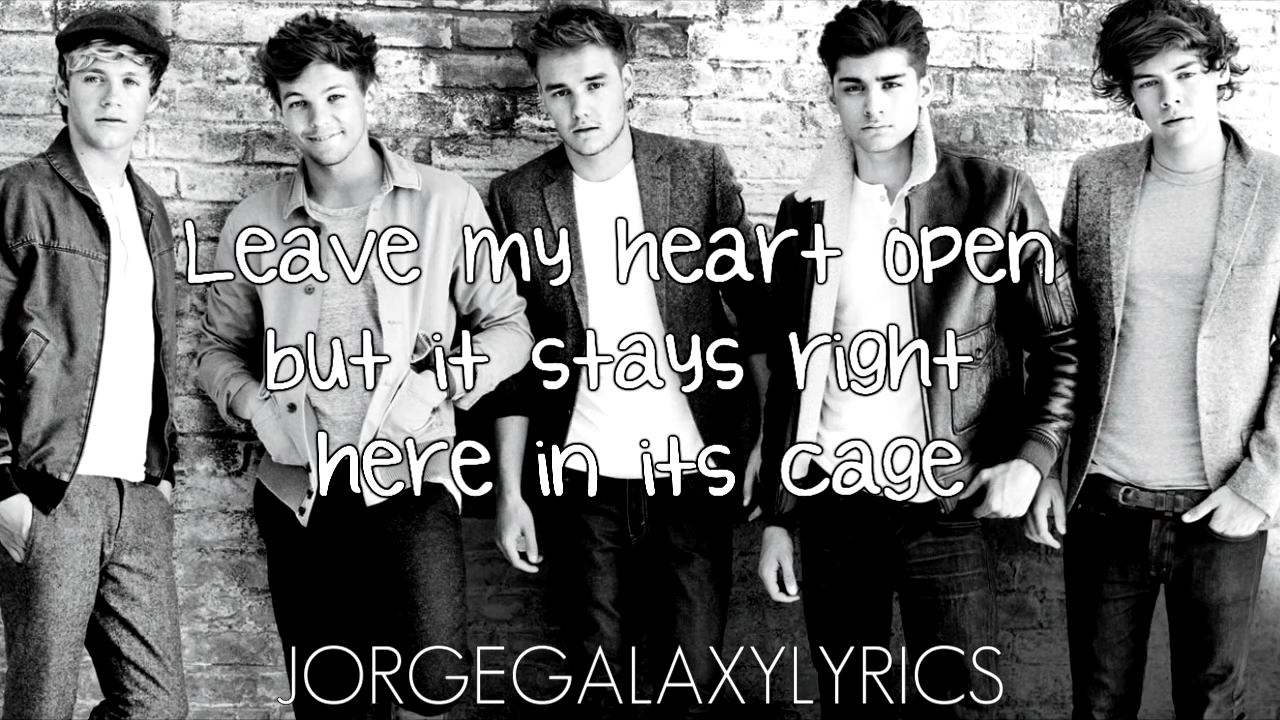 Leave my heart open
but it stays right
here in its cage
JORGEGALAXYLYRICS